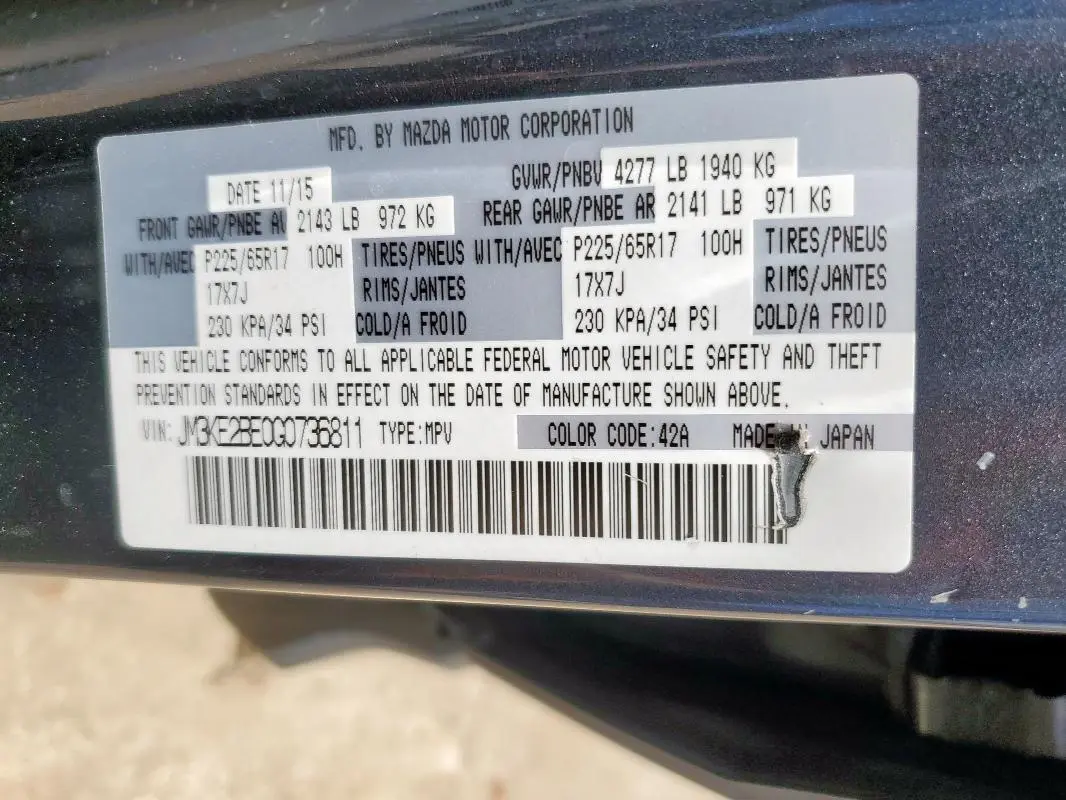 MFD. BY MAZDA MOTOR CORPORATION
DATE 11/15 GVWR/PNBV 4277 LB 1940 KG
FRONT GAWR/PNBE AV 2143 LB 972 KG REAR GAWR/PNBE AR 2141 LB 971 KG
WITH/AVEC P225/65R17 100H TIRES/PNEUS WITH/AVEC P225/65R17 100H TIRES/PNEUS
17X7J RIMS/JANTES 17X7J RIMS/JANTES
230 KPA/34 PSI COLD/A FROID 230 KPA/34 PSI COLD/A FROID
THIS VEHICLE CONFORMS TO ALL APPLICABLE FEDERAL MOTOR VEHICLE SAFETY AND THEFT
PREVENTION STANDARDS IN EFFECT ON THE DATE OF MANUFACTURE SHOWN ABOVE.
VIN: JM3KE2BE0G0736811 TYPE:MPV COLOR CODE:42A MADE IN JAPAN